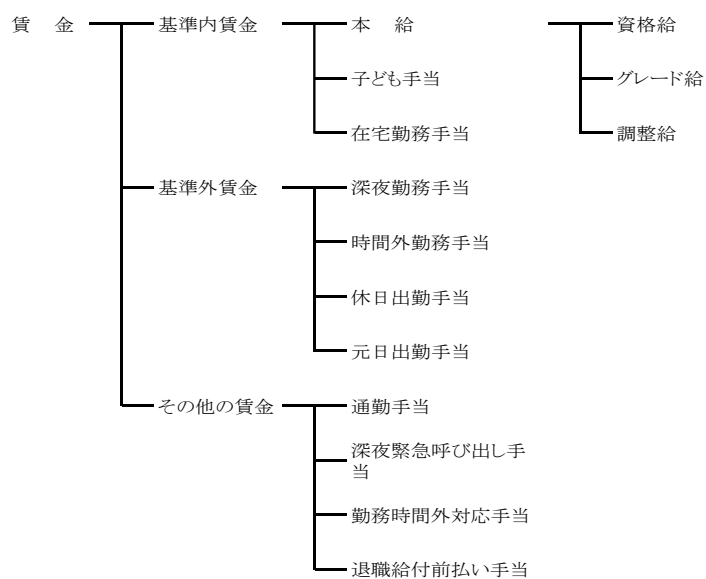 賃　金 基準内賃金 本　給 資格給
子ども手当 グレード給
在宅勤務手当 調整給
基準外賃金 深夜勤務手当
時間外勤務手当
休日出勤手当
元日出勤手当
その他の賃金 通勤手当
深夜緊急呼び出し手
当
勤務時間外対応手当
退職給付前払い手当